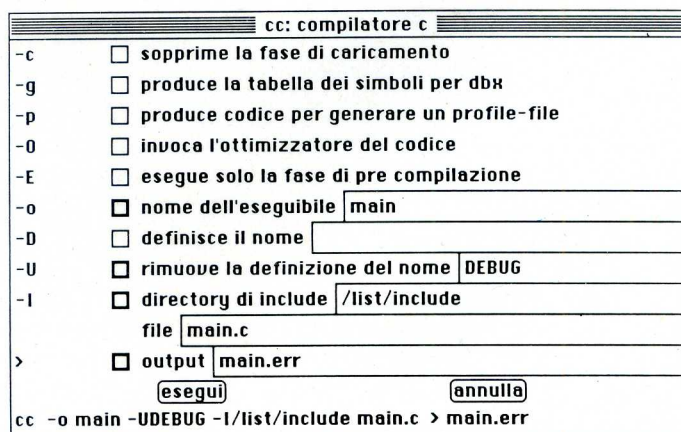 cc: compilatore c
-c sopprime la fase di caricamento
-g produce la tabella dei simboli per dbx
-p produce codice per generare un profile-file
-O invoca l'ottimizzatore del codice
-E esegue solo la fase di pre compilazione
-o nome dell'eseguibile main
-D definisce il nome
-U rimuove la definizione del nome DEBUG
-I directory di include /list/include
file main.c
> output main.err
esegui annulla
cc -o main -UDEBUG -I/list/include main.c > main.err